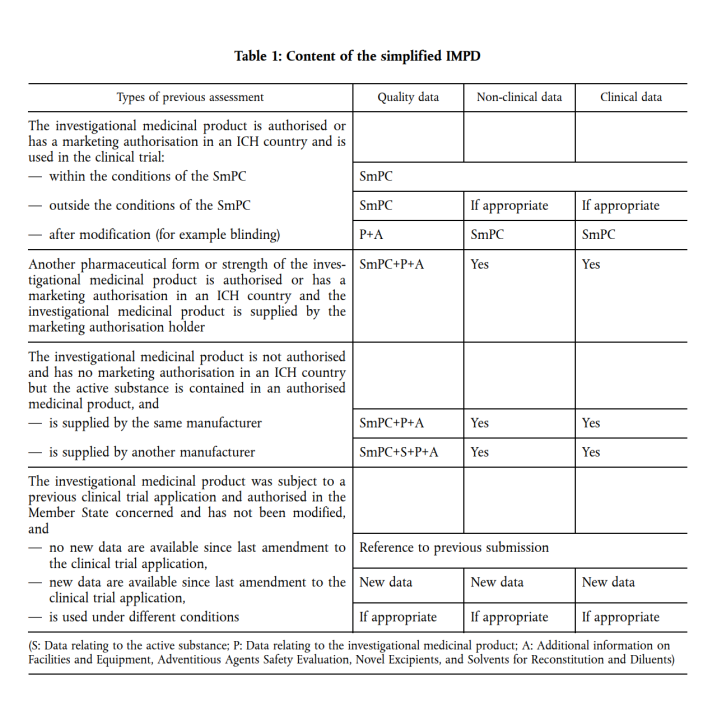 Table 1: Content of the simplified IMPD
Types of previous assessment Quality data Non-clinical data Clinical data
The investigational medicinal product is authorised or
has a marketing authorisation in an ICH country and is
used in the clinical trial:
— within the conditions of the SmPC SmPC
— outside the conditions of the SmPC SmPC If appropriate If appropriate
— after modification (for example blinding) P+A SmPC SmPC
Another pharmaceutical form or strength of the inves- SmPC+P+A Yes Yes
tigational medicinal product is authorised or has a
marketing authorisation in an ICH country and the
investigational medicinal product is supplied by the
marketing authorisation holder
The investigational medicinal product is not authorised
and has no marketing authorisation in an ICH country
but the active substance is contained in an authorised
medicinal product, and
— is supplied by the same manufacturer SmPC+P+A Yes Yes
— is supplied by another manufacturer SmPC+S+P+A Yes Yes
The investigational medicinal product was subject to a
previous clinical trial application and authorised in the
Member State concerned and has not been modified,
and
— no new data are available since last amendment to Reference to previous submission
the clinical trial application,
— new data are available since last amendment to the New data New data New data
clinical trial application,
— is used under different conditions If appropriate If appropriate If appropriate
(S: Data relating to the active substance; P: Data relating to the investigational medicinal product; A: Additional information on
Facilities and Equipment, Adventitious Agents Safety Evaluation, Novel Excipients, and Solvents for Reconstitution and Diluents)